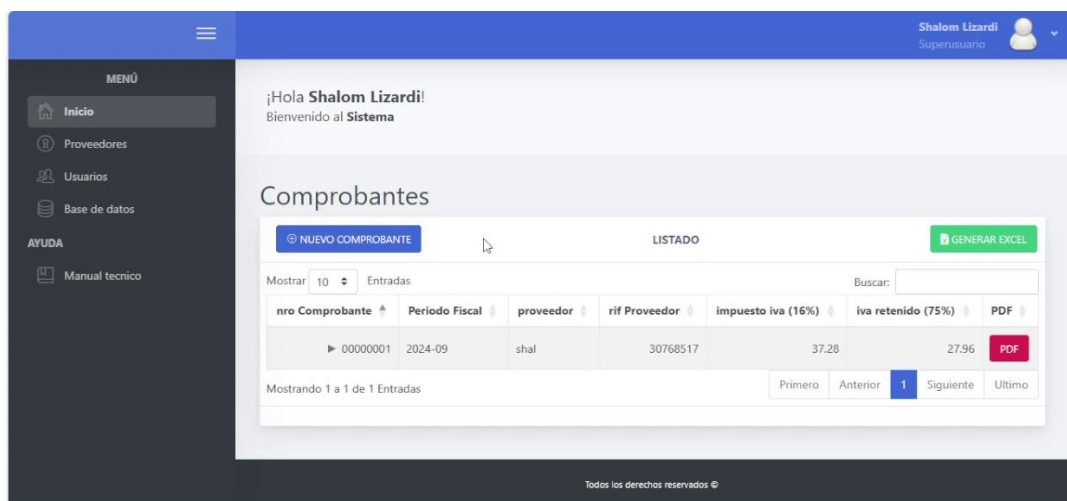 Shalom Lizardi
Superusuario
MENÚ
Inicio
Proveedores
Usuarios
Base de datos
AYUDA
Manual tecnico
¡Hola Shalom Lizardi!
Bienvenido al Sistema
Comprobantes
NUEVO COMPROBANTE LISTADO GENERAR EXCEL
Mostrar 10 Entradas Buscar:
nro Comprobante Periodo Fiscal proveedor rif Proveedor impuesto iva (16%) iva retenido (75%) PDF
00000001 2024-09 shal 30768517 37.28 27.96 PDF
Mostrando 1 a 1 de 1 Entradas Primero Anterior 1 Siguiente Ultimo
Todos los derechos reservados ©